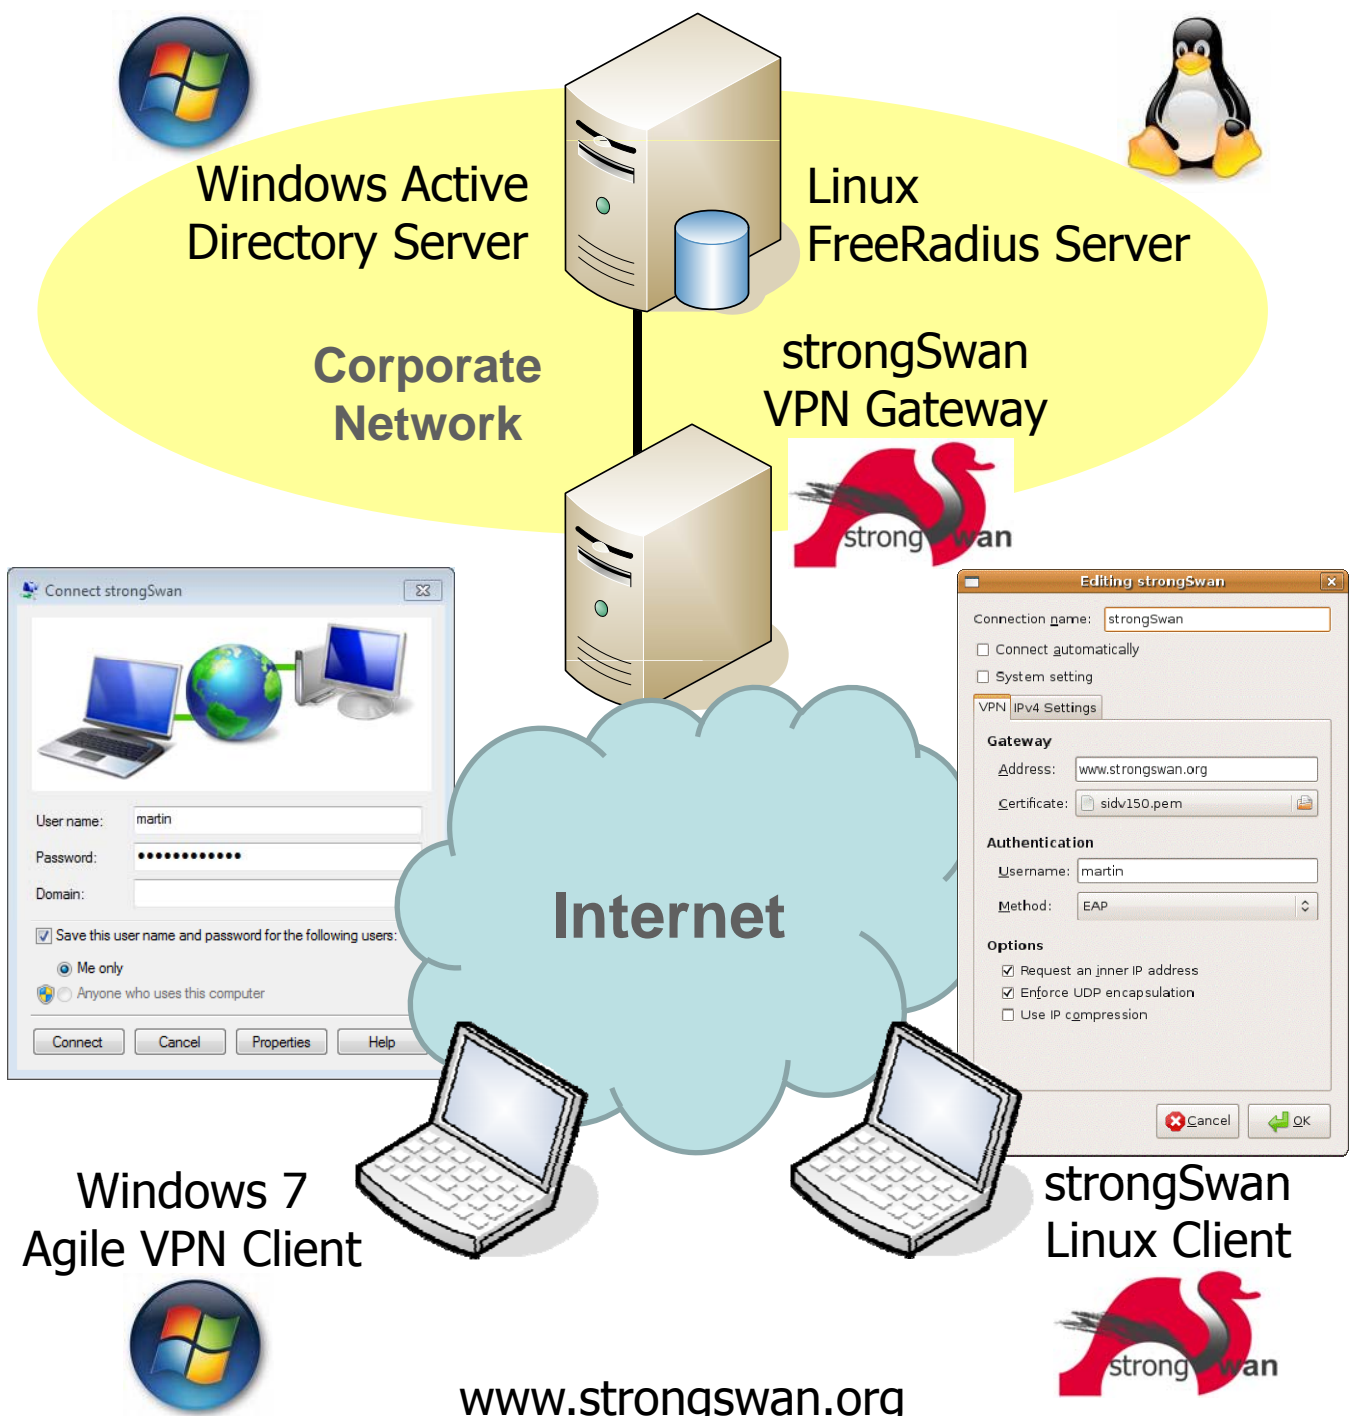 Windows Active
Directory Server
Linux
FreeRadius Server
Corporate
Network
strongSwan
VPN Gateway
strongSwan
Connect strongSwan
User name: martin
Password: ●●●●●●●●●●●●
Domain:
Save this user name and password for the following users:
Me only
Anyone who uses this computer
Connect Cancel Properties Help
Editing strongSwan
Connection name: strongSwan
Connect automatically
System setting
VPN IPv4 Settings
Gateway
Address: www.strongswan.org
Certificate: sidv150.pem
Authentication
Username: martin
Method: EAP
Options
Request an inner IP address
Enforce UDP encapsulation
Use IP compression
Cancel OK
Internet
Windows 7
Agile VPN Client
strongSwan
Linux Client
strongSwan
www.strongswan.org